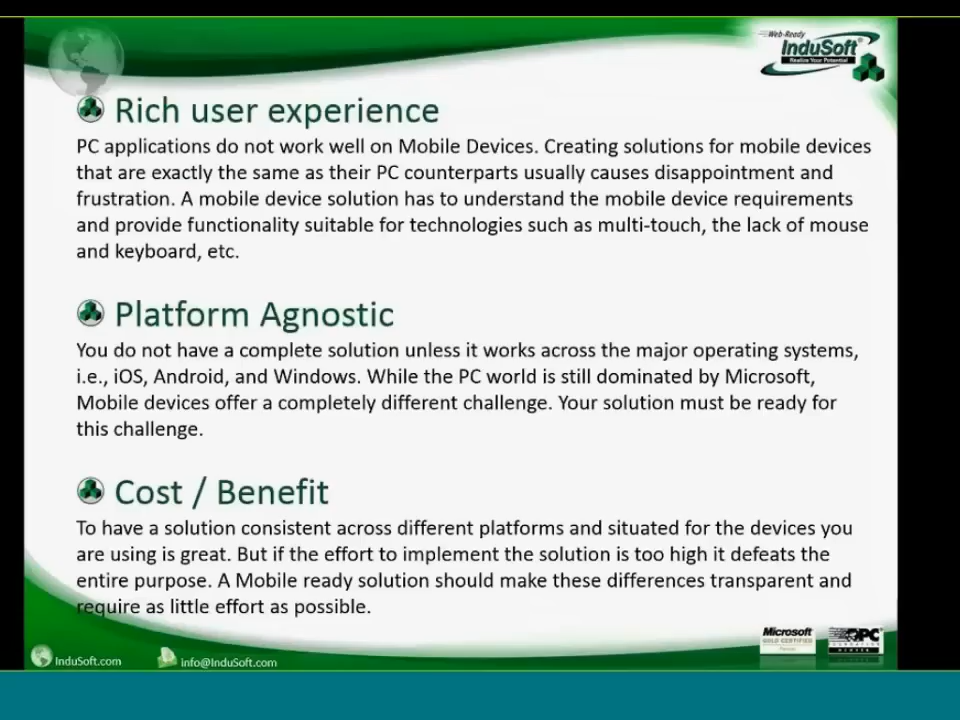 Web-Ready
InduSoft
Realize Your Potential
Rich user experience
PC applications do not work well on Mobile Devices. Creating solutions for mobile devices
that are exactly the same as their PC counterparts usually causes disappointment and
frustration. A mobile device solution has to understand the mobile device requirements
and provide functionality suitable for technologies such as multi-touch, the lack of mouse
and keyboard, etc.
Platform Agnostic
You do not have a complete solution unless it works across the major operating systems,
i.e., iOS, Android, and Windows. While the PC world is still dominated by Microsoft,
Mobile devices offer a completely different challenge. Your solution must be ready for
this challenge.
Cost / Benefit
To have a solution consistent across different platforms and situated for the devices you
are using is great. But if the effort to implement the solution is too high it defeats the
entire purpose. A Mobile ready solution should make these differences transparent and
require as little effort as possible.
InduSoft.com
info@InduSoft.com
Microsoft
GOLD CERTIFIED
OPC